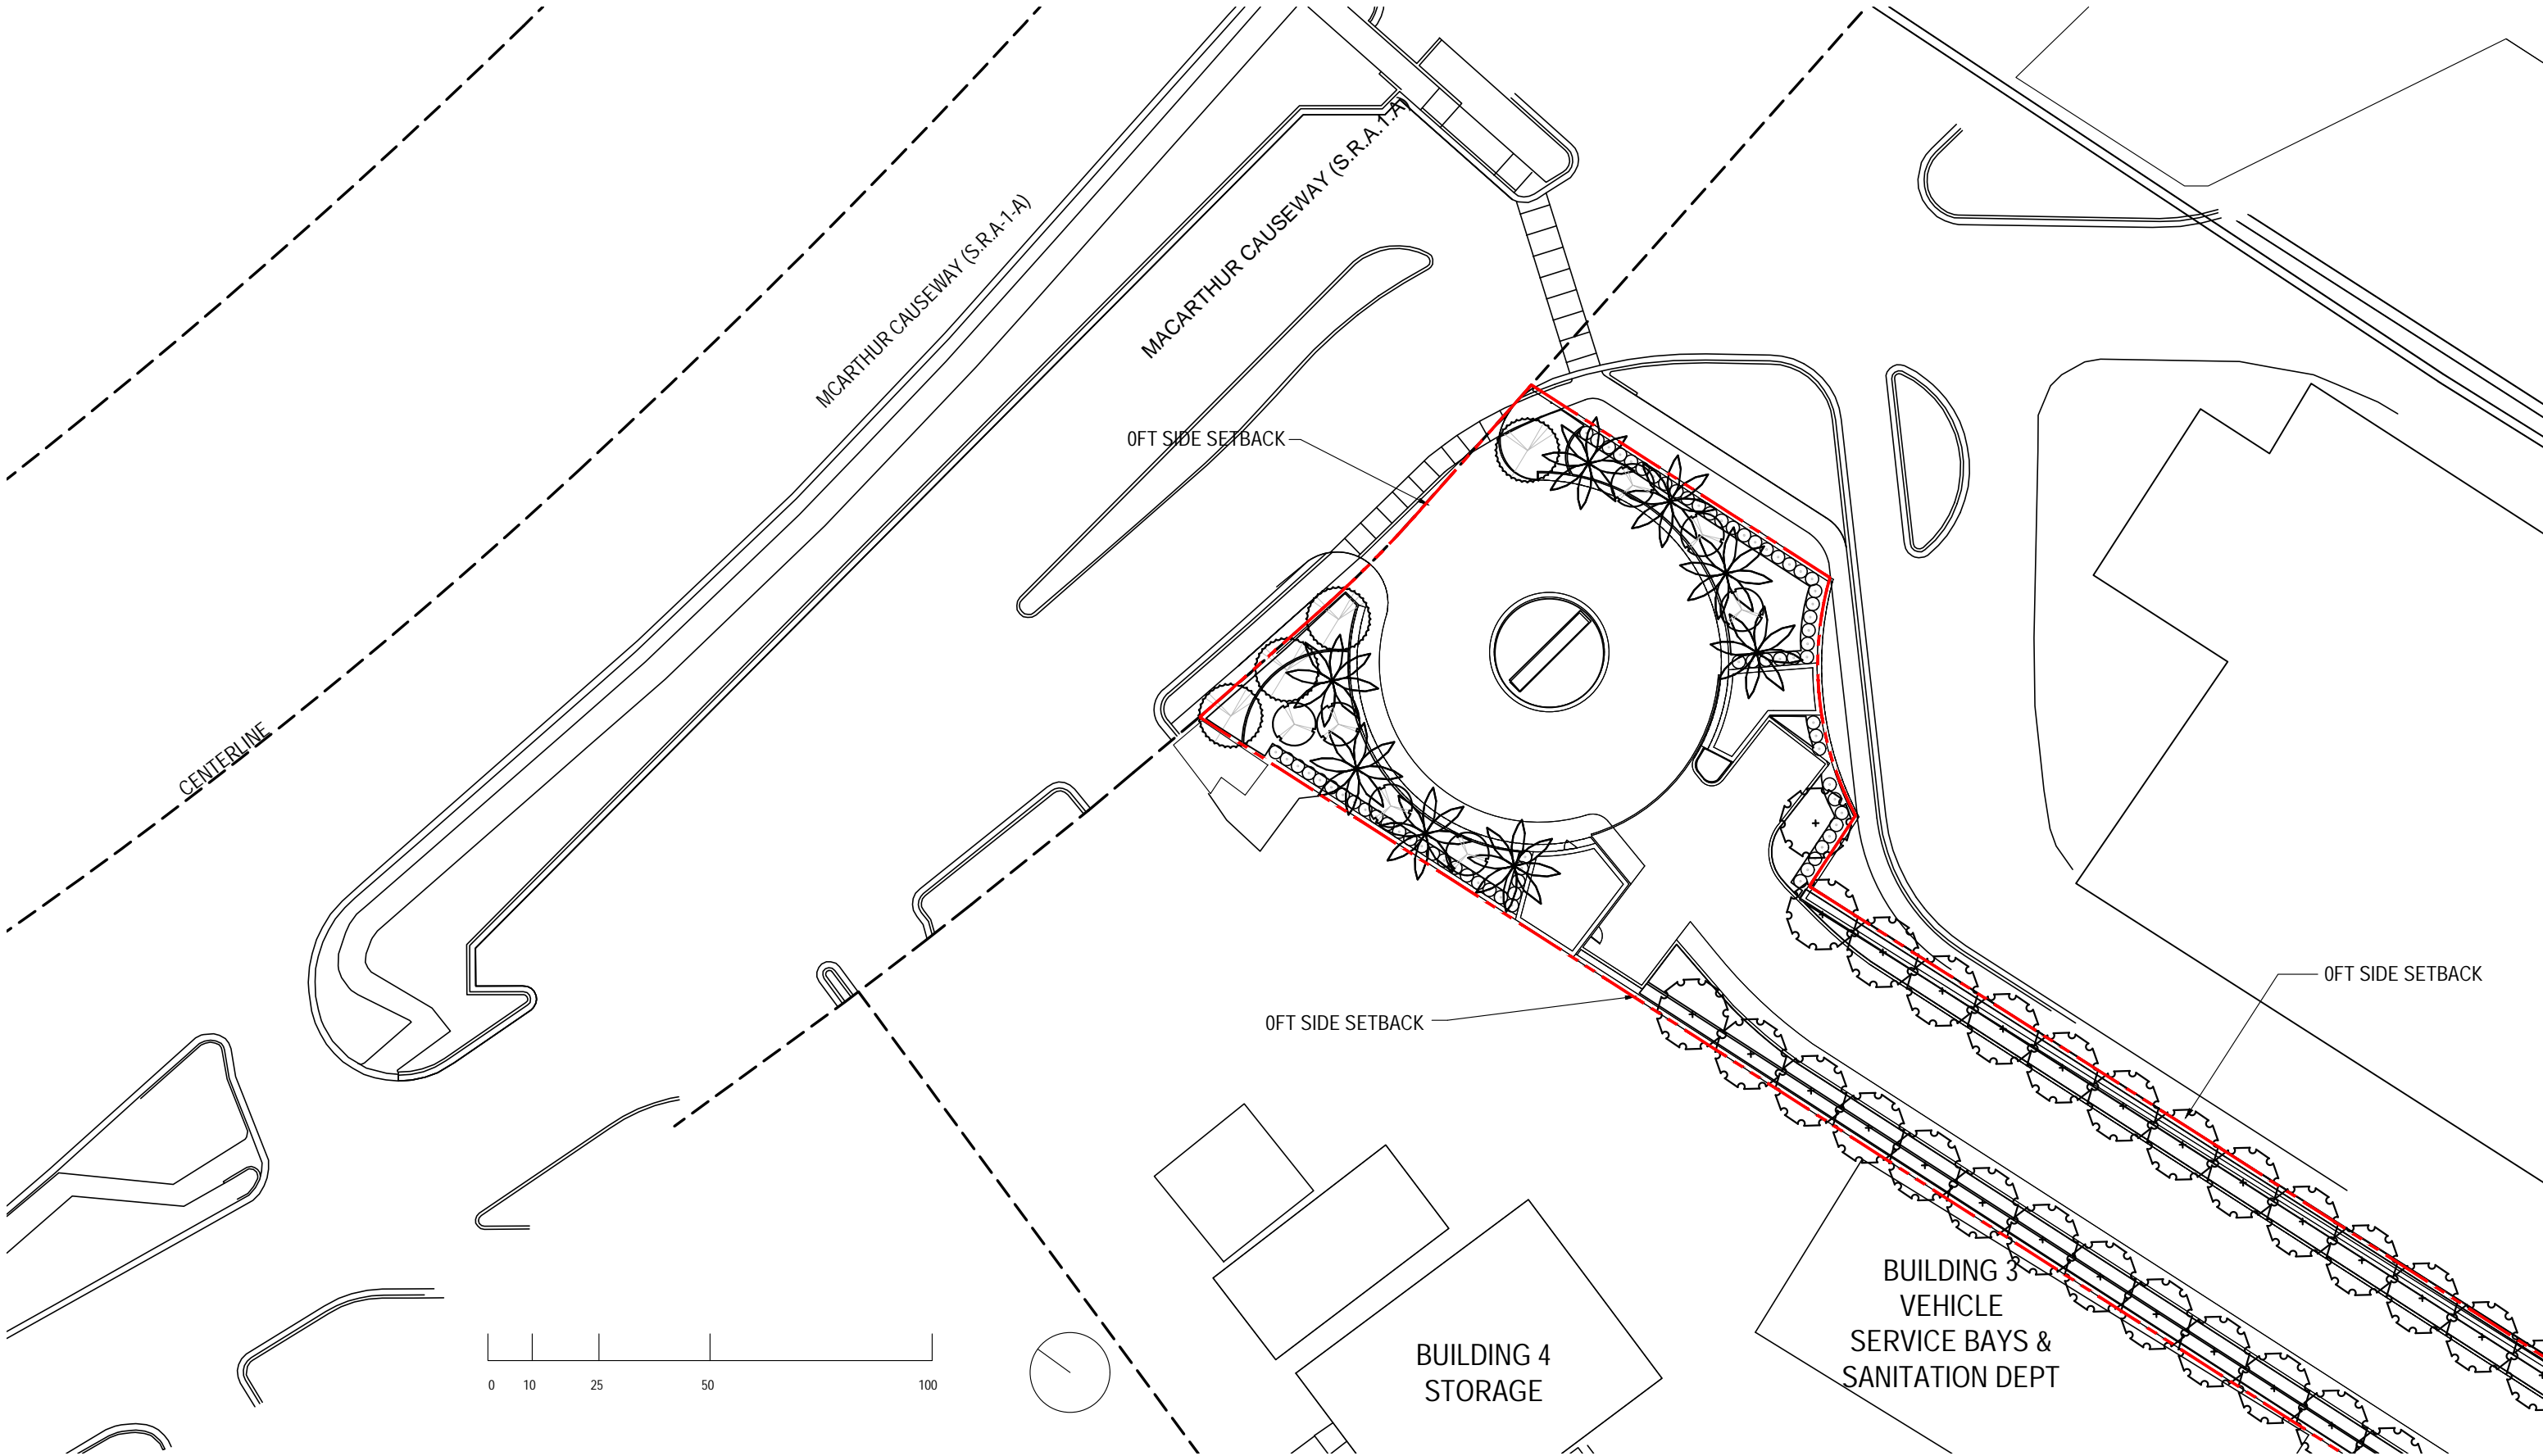 MACARTHUR CAUSEWAY (S.R.A.1.A)
MCARTHUR CAUSEWAY (S.R.A-1-A)
0FT SIDE SETBACK
CENTERLINE
0FT SIDE SETBACK
0FT SIDE SETBACK
BUILDING 3
VEHICLE
SERVICE BAYS &
SANITATION DEPT
BUILDING 4
STORAGE
0 10 25 50 100